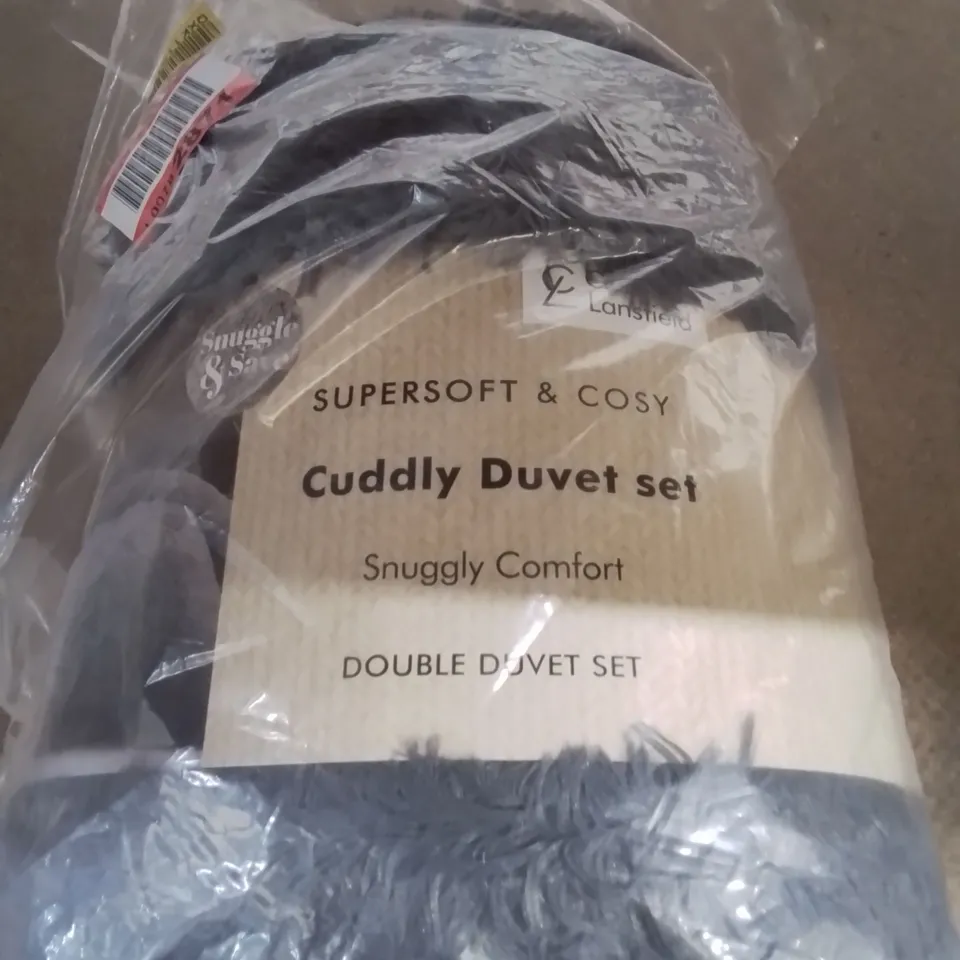 Lansfield
Snuggle
& Save
SUPERSOFT & COSY
Cuddly Duvet set
Snuggly Comfort
DOUBLE DUVET SET